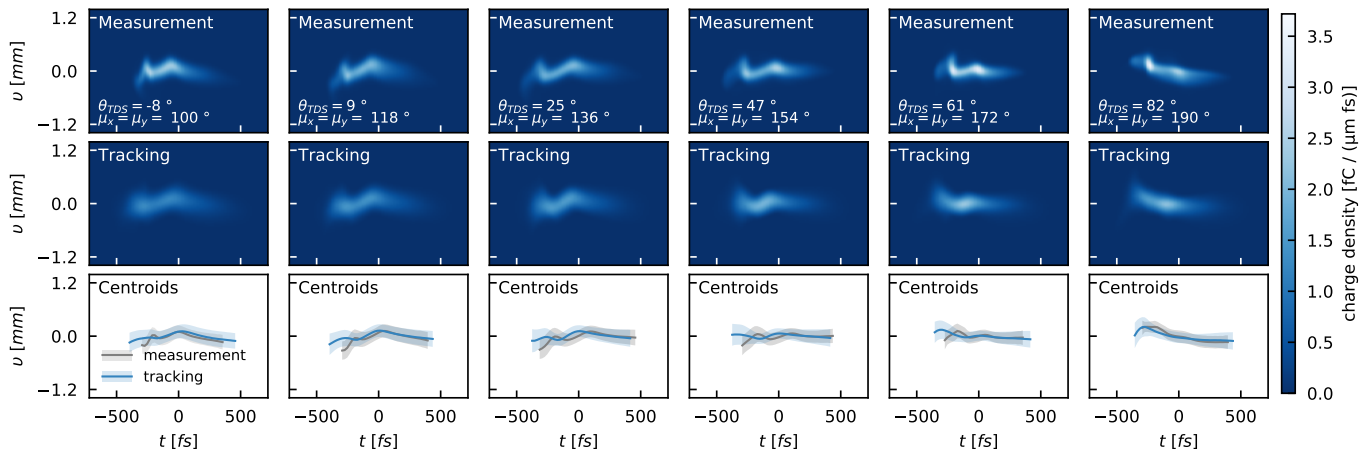 1.2
0.0
−1.2
υ [mm]
Measurement
θTDS = -8 °
μx = μy = 100 °
Measurement
θTDS = 9 °
μx = μy = 118 °
Measurement
θTDS = 25 °
μx = μy = 136 °
Measurement
θTDS = 47 °
μx = μy = 154 °
Measurement
θTDS = 61 °
μx = μy = 172 °
Measurement
θTDS = 82 °
μx = μy = 190 °
1.2
0.0
−1.2
υ [mm]
Tracking
Tracking
Tracking
Tracking
Tracking
Tracking
1.2
0.0
−1.2
υ [mm]
Centroids
measurement
tracking
Centroids
Centroids
Centroids
Centroids
Centroids
−500 0 500
t [fs]
−500 0 500
t [fs]
−500 0 500
t [fs]
−500 0 500
t [fs]
−500 0 500
t [fs]
−500 0 500
t [fs]
3.5
3.0
2.5
2.0
1.5
1.0
0.5
0.0
charge density [fC / (μm fs)]